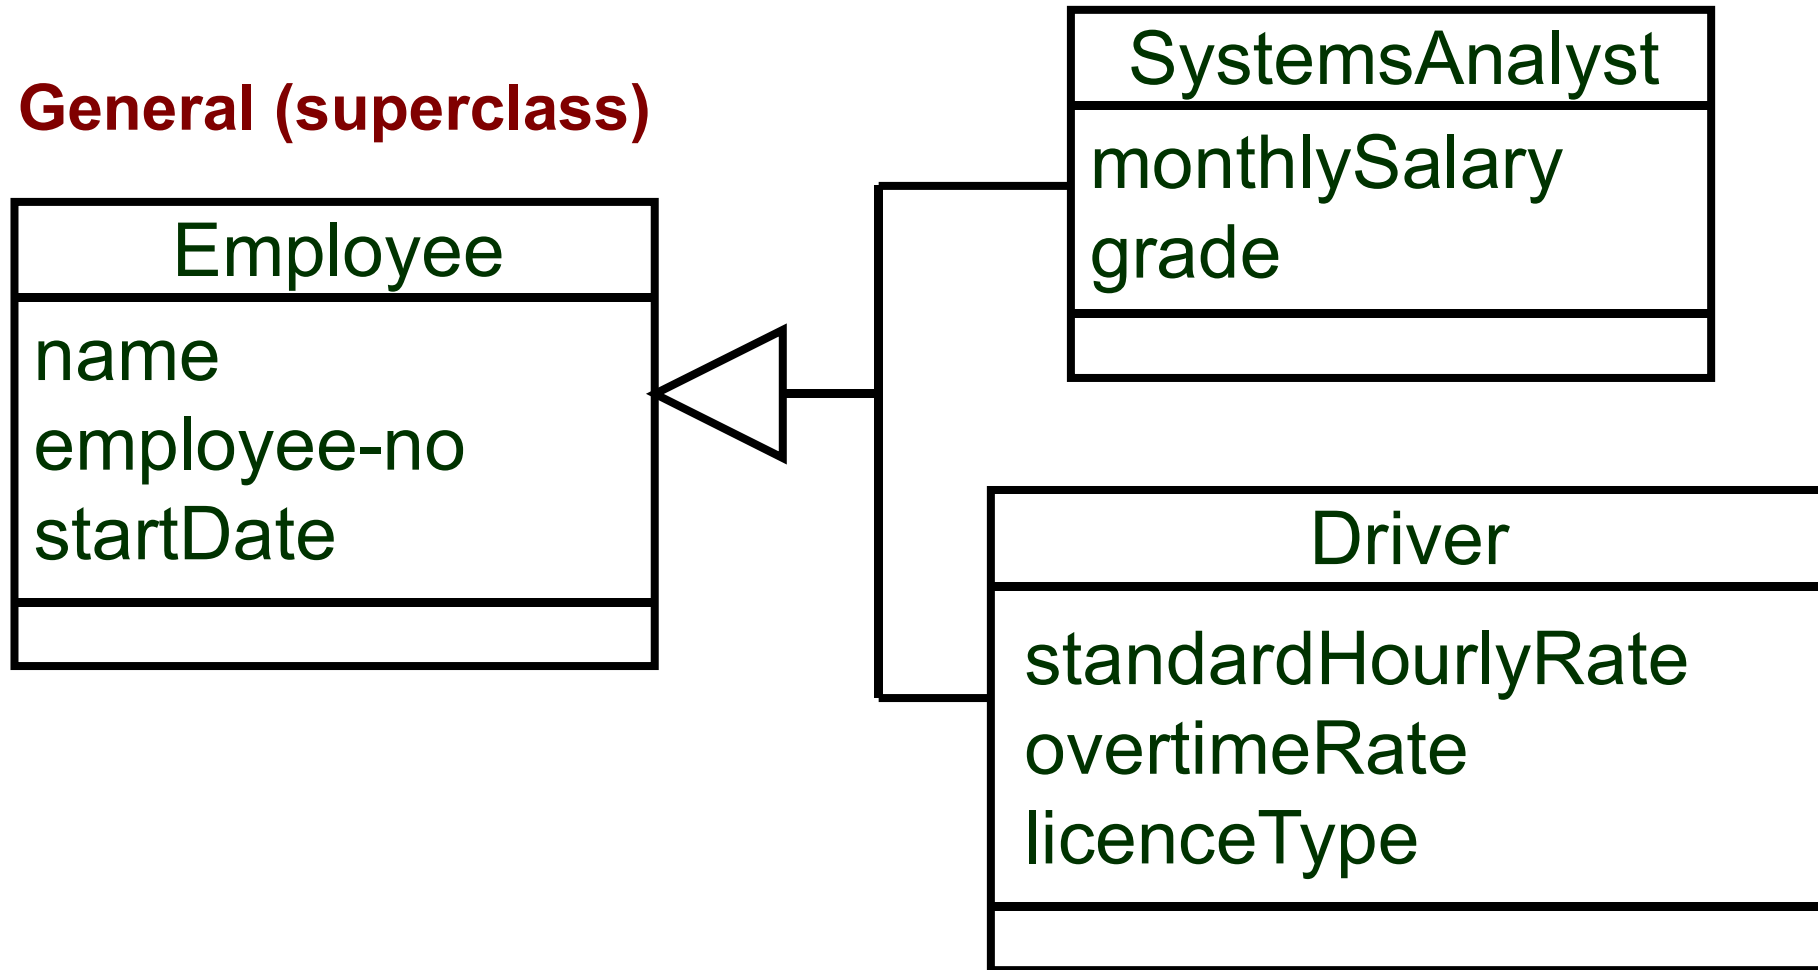 General (superclass)
Employee
name
employee-no
startDate
SystemsAnalyst
monthlySalary
grade
Driver
standardHourlyRate
overtimeRate
licenceType